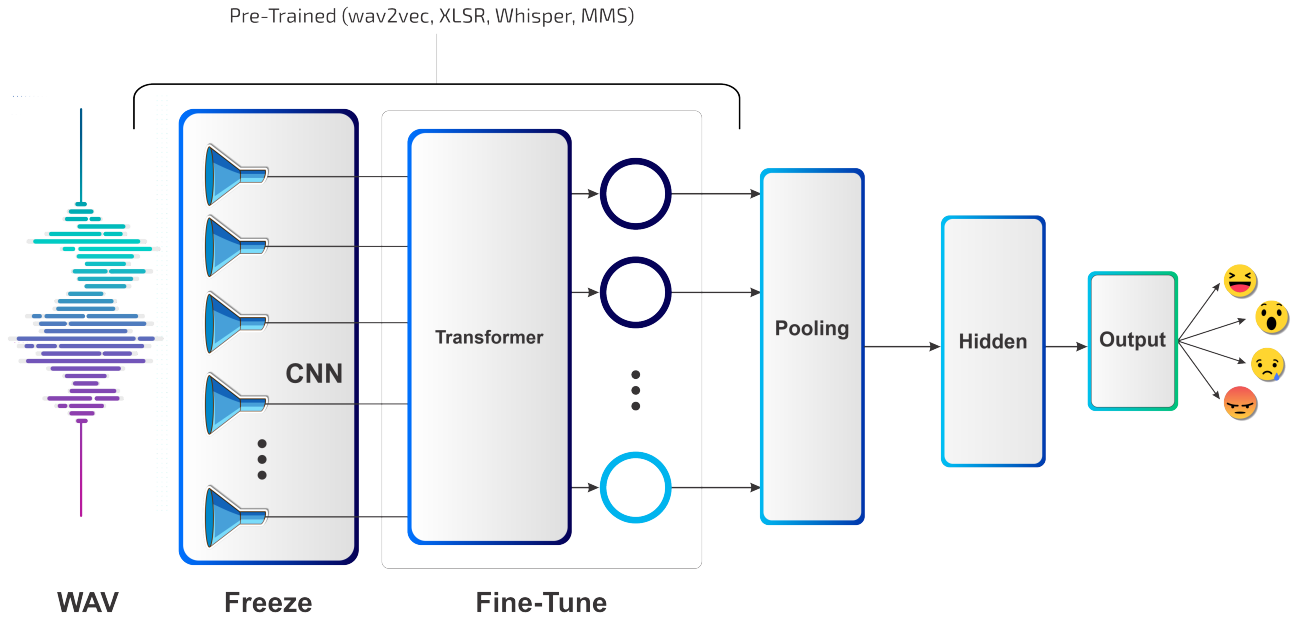 Pre-Trained (wav2vec, XLSR, Whisper, MMS)
CNN
Transformer
Pooling
Hidden
Output
WAV
Freeze
Fine-Tune